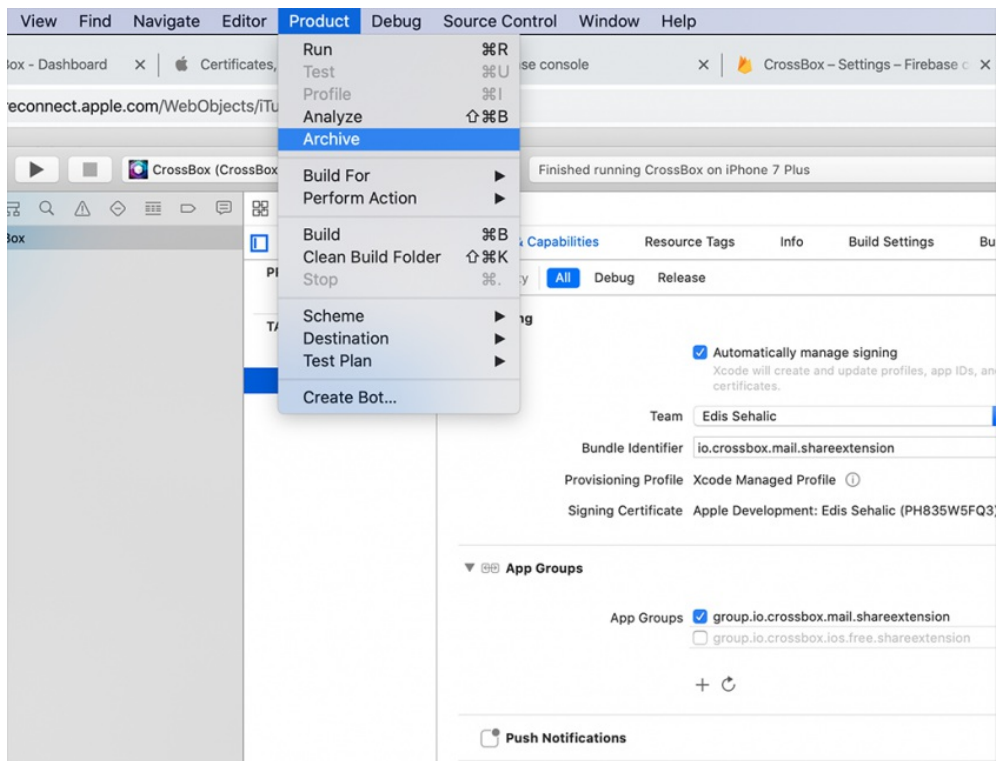 View Find Navigate Editor Product Debug Source Control Window Help
Box - Dashboard Certificates, se console CrossBox – Settings – Firebase c
reconnect.apple.com/WebObjects/iTu
Run ⌘R
Test ⌘U
Profile ⌘I
Analyze ⇧⌘B
Archive
Build For
Perform Action
Build ⌘B
Clean Build Folder ⇧⌘K
Stop ⌘.
Scheme
Destination
Test Plan
Create Bot...
CrossBox (CrossBox
Finished running CrossBox on iPhone 7 Plus
Box
& Capabilities Resource Tags Info Build Settings Bu
All Debug Release
Automatically manage signing
Xcode will create and update profiles, app IDs, and
certificates.
Team Edis Sehalic
Bundle Identifier io.crossbox.mail.shareextension
Provisioning Profile Xcode Managed Profile
Signing Certificate Apple Development: Edis Sehalic (PH835W5FQ3)
App Groups
App Groups group.io.crossbox.mail.shareextension
group.io.crossbox.ios.free.shareextension
Push Notifications